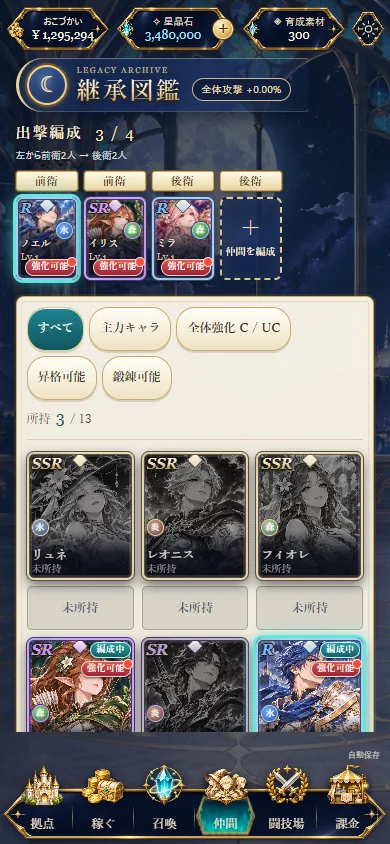 おこづかい
¥ 1,295,294
✧ 星晶石
3,480,000
+
◈ 育成素材
300
LEGACY ARCHIVE
継承図鑑
全体攻撃 +0.00%
出撃編成 3 / 4
左から前衛2人 → 後衛2人
前衛 前衛 後衛 後衛
R SR R
水 森 森
ノエル イリス ミラ
Lv.1
強化可能 強化可能 強化可能
+
仲間を編成
すべて 主力キャラ 全体強化 C / UC
昇格可能 鍛錬可能
所持 3 / 13
SSR SSR SSR
水 炎 森
リュネ レオニス フィオレ
未所持 未所持 未所持
未所持 未所持 未所持
SR 編成中 SR R 編成中
強化可能 強化可能
森 炎 水
自動保存
拠点 稼ぐ 召喚 仲間 闘技場 課金